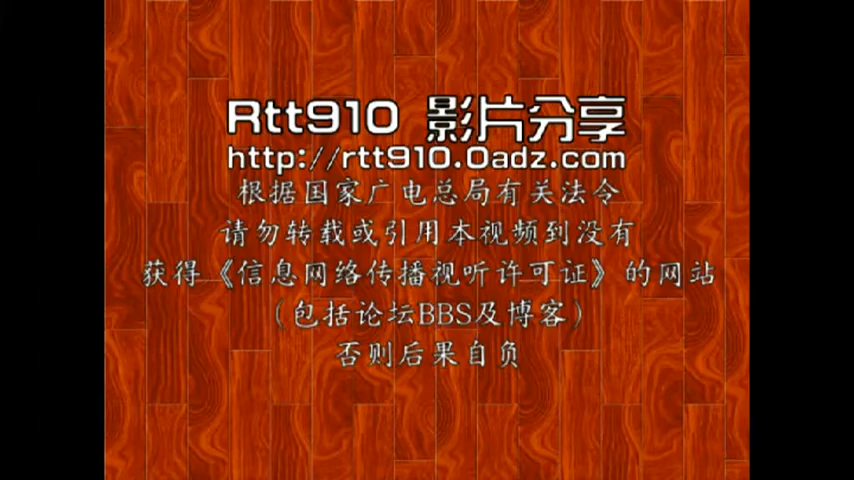 Rtt910 影片分享
http://rtt910.0adz.com
根据国家广电总局有关法令
请勿转载或引用本视频到没有
获得《信息网络传播视听许可证》的网站
（包括论坛BBS及博客）
否则后果自负